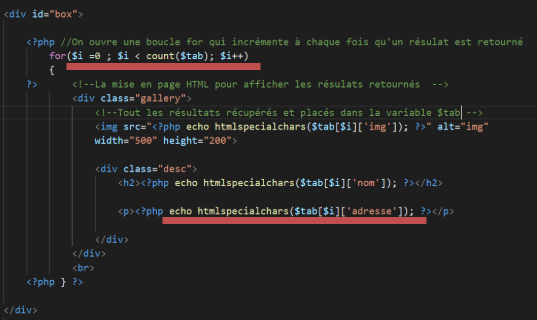 <div id="box">
<?php //On ouvre une boucle for qui incrémente à chaque fois qu'un résulat est retourné
for($i =0 ; $i < count($tab); $i++)
{
?> <!--La mise en page HTML pour afficher les résulats retournés -->
<div class="gallery">
<!--Tout les résultats récupérés et placés dans la variable $tab -->
<img src="<?php echo htmlspecialchars($tab[$i]['img']); ?>" alt="img"
width="500" height="200">
<div class="desc">
<h2><?php echo htmlspecialchars($tab[$i]['nom']); ?></h2>
<p><?php echo htmlspecialchars($tab[$i]['adresse']); ?></p>
</div>
</div>
<br>
<?php } ?>
</div>